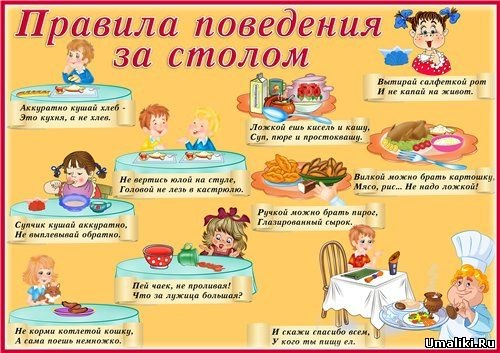 Правила поведения
за столом
Вытирай салфеткой рот
И не капай на живот.
Аккуратно кушай хлеб -
Это кухня, а не хлев.
Ложкой ешь кисель и кашу,
Суп, пюре и простоквашу.
Не вертись юлой на стуле,
Головой не лезь в кастрюлю.
Вилкой можно брать картошку,
Мясо, рис... Не надо ложкой!
Супчик кушай аккуратно,
Не выплевывай обратно.
Ручкой можно брать пирог,
Глазированный сырок.
Пей чаек, не проливая!
Что за лужица большая?
Не корми котлетой кошку,
А сама поешь немножко.
И скажи спасибо всем,
У кого ты пищу ел.
Umaliki.Ru